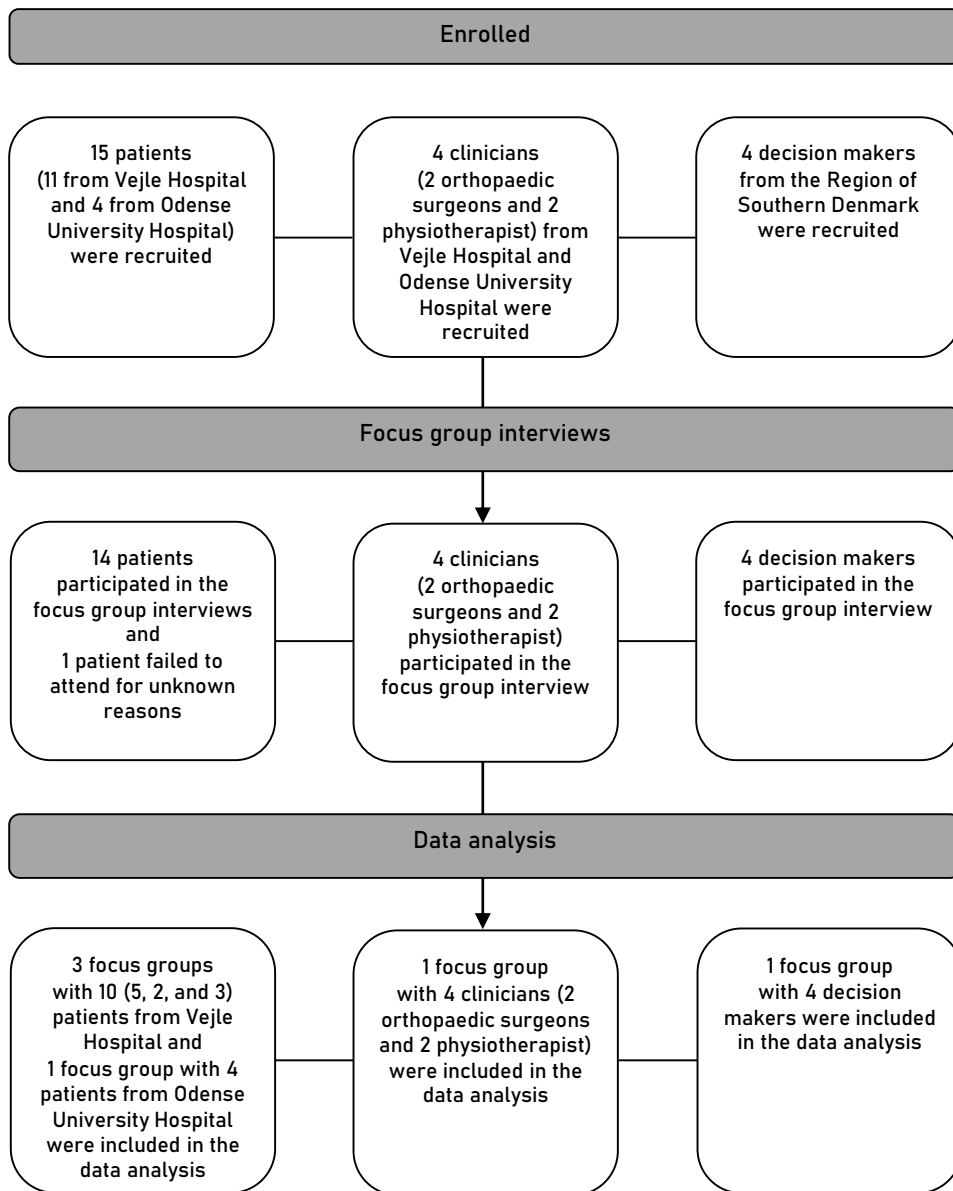 Enrolled
15 patients
(11 from Vejle Hospital
and 4 from Odense
University Hospital)
were recruited
4 clinicians
(2 orthopaedic
surgeons and 2
physiotherapist) from
Vejle Hospital and
Odense University
Hospital were
recruited
4 decision makers
from the Region of
Southern Denmark
were recruited
Focus group interviews
14 patients
participated in the
focus group interviews
and
1 patient failed to
attend for unknown
reasons
4 clinicians
(2 orthopaedic
surgeons and 2
physiotherapist)
participated in the
focus group interview
4 decision makers
participated in the
focus group interview
Data analysis
3 focus groups
with 10 (5, 2, and 3)
patients from Vejle
Hospital and
1 focus group with 4
patients from Odense
University Hospital
were included in the
data analysis
1 focus group
with 4 clinicians (2
orthopaedic surgeons
and 2 physiotherapist)
were included in the
data analysis
1 focus group
with 4 decision
makers were included
in the data analysis